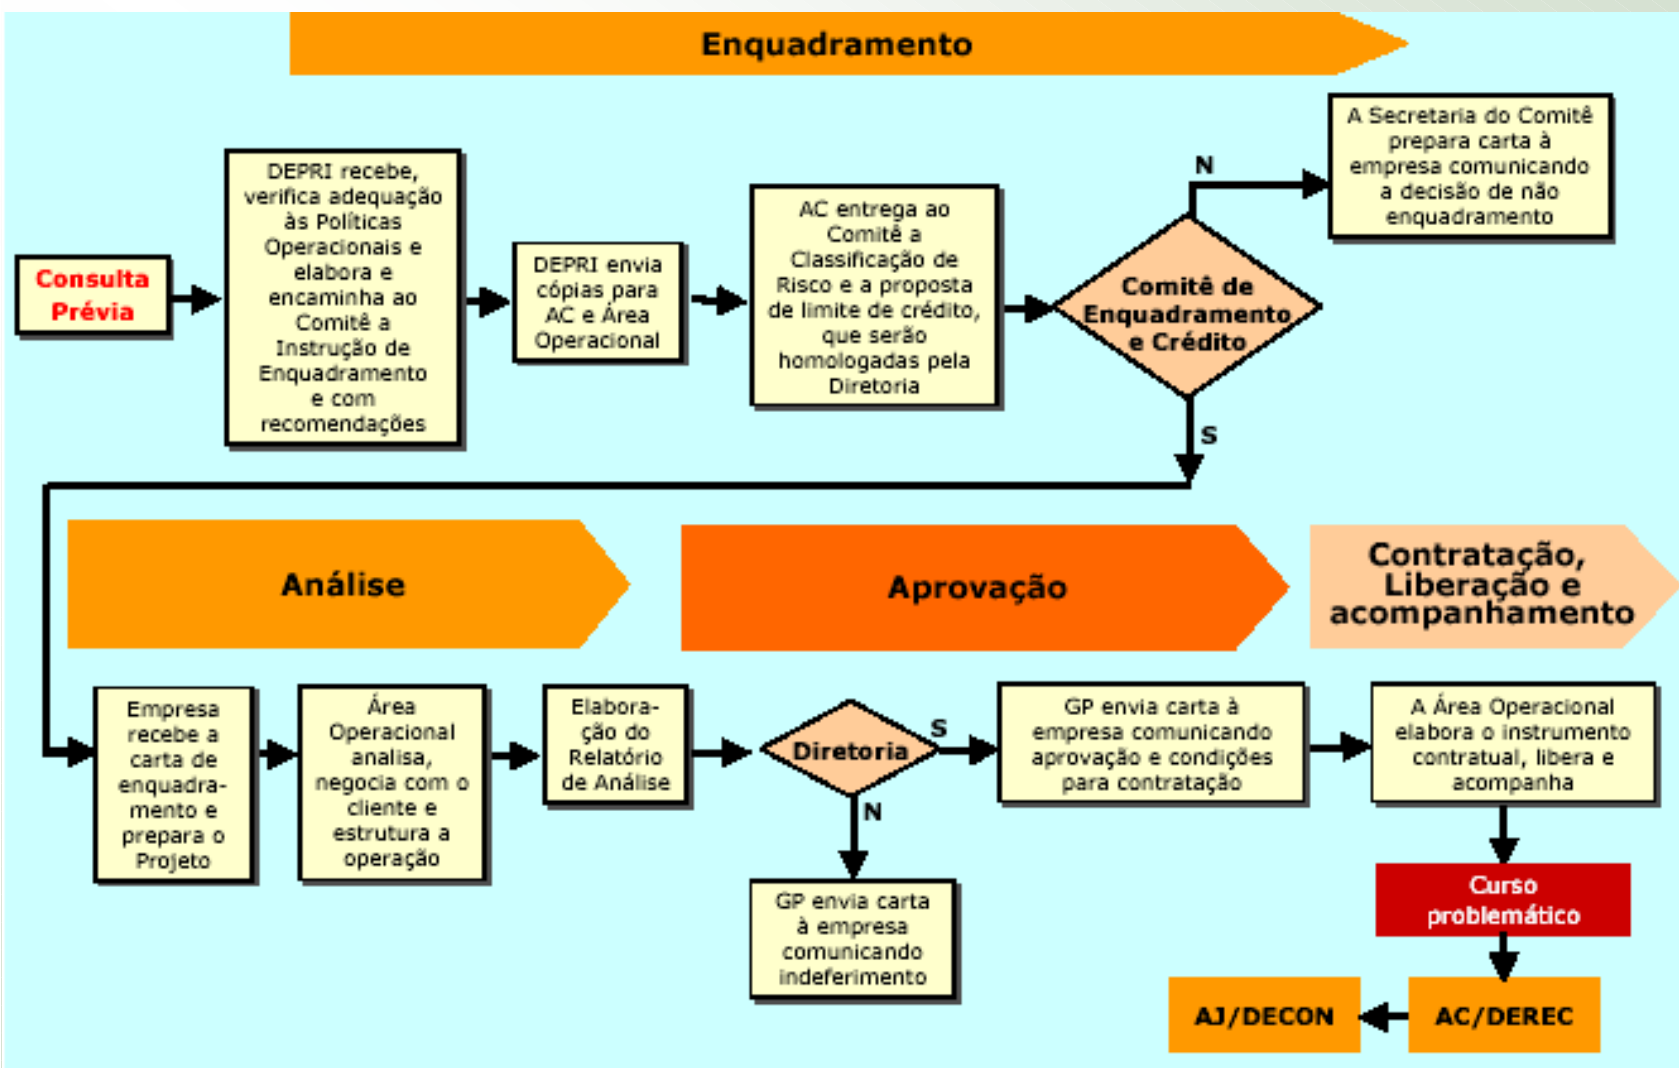 Enquadramento
Consulta
Prévia
DEPRI recebe,
verifica adequação
às Políticas
Operacionais e
elabora e
encaminha ao
Comitê a
Instrução de
Enquadramento
e com
recomendações
DEPRI envia
cópias para
AC e Área
Operacional
AC entrega ao
Comitê a
Classificação de
Risco e a proposta
de limite de crédito,
que serão
homologadas pela
Diretoria
Comitê de
Enquadramento
e Crédito
N
A Secretaria do Comitê
prepara carta à
empresa comunicando
a decisão de não
enquadramento
S
Análise
Aprovação
Contratação,
Liberação e
acompanhamento
Empresa
recebe a
carta de
enquadra-
mento e
prepara o
Projeto
Área
Operacional
analisa,
negocia com o
cliente e
estrutura a
operação
Elabora-
ção do
Relatório
de Análise
Diretoria
S
N
GP envia carta à
empresa comunicando
aprovação e condições
para contratação
A Área Operacional
elabora o instrumento
contratual, libera e
acompanha
GP envia carta
à empresa
comunicando
indeferimento
Curso
problemático
AJ/DECON
AC/DEREC